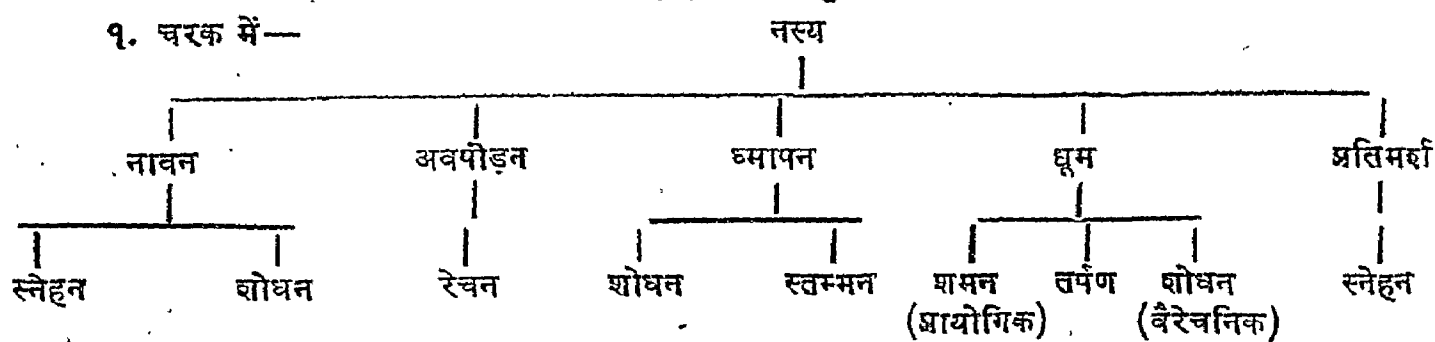 १. चरक में— नस्य
नावन अवपीड़न ध्मापन धूम प्रतिमर्श
स्नेहन शोधन रेचन शोधन स्तम्भन शमन तर्पण शोधन स्नेहन
(प्रायोगिक) (वैरेचनिक)